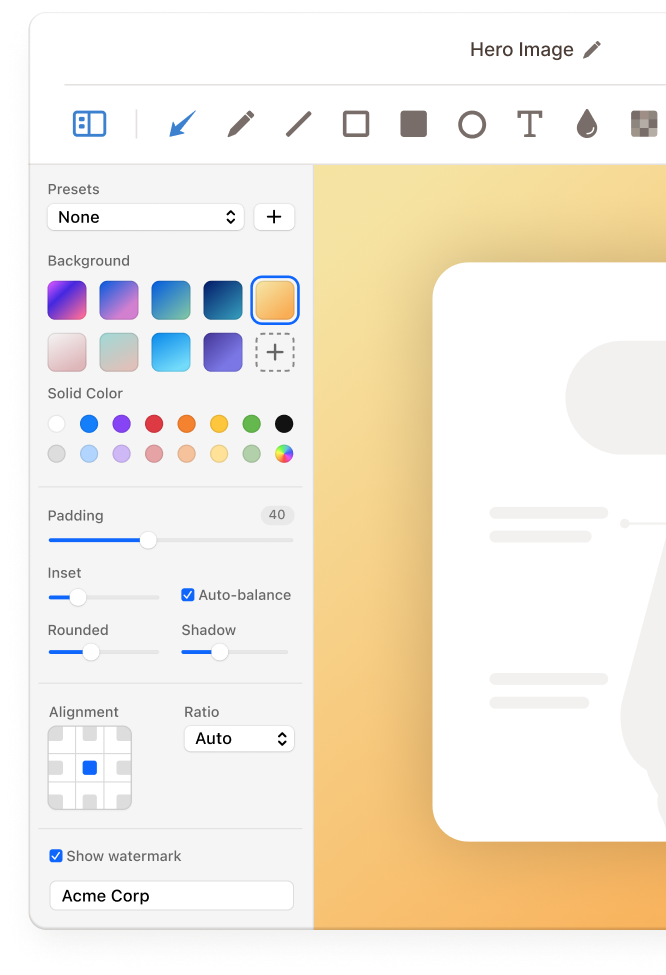 Hero Image
T
Presets
None
Background
Solid Color
Padding 40
Inset
Auto-balance
Rounded Shadow
Alignment Ratio
Auto
Show watermark
Acme Corp